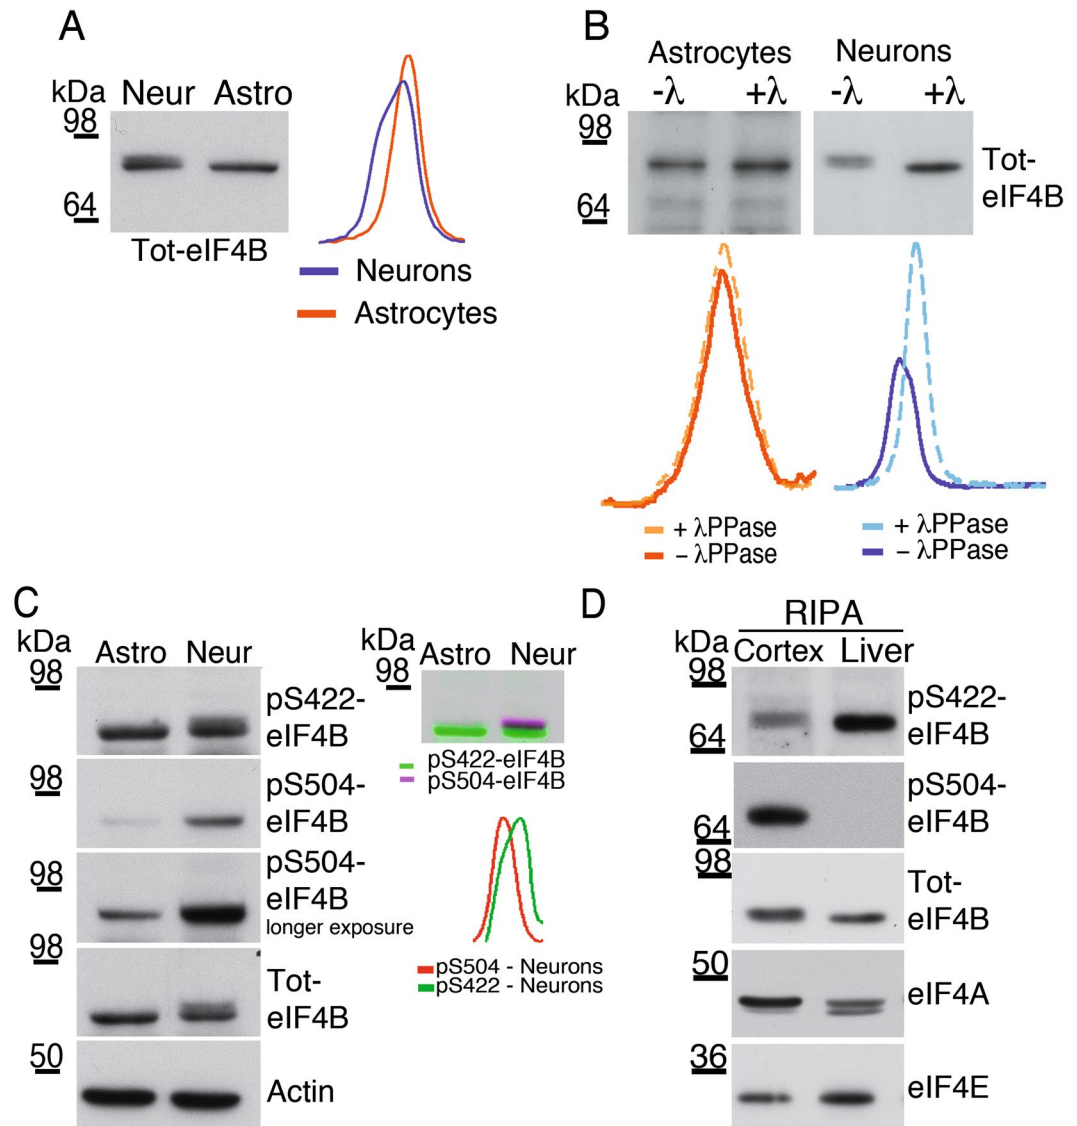 A
kDa
Neur Astro
98
64
Tot-eIF4B
Neurons
Astrocytes
B
Astrocytes Neurons
kDa -λ +λ -λ +λ
98
64
Tot-
eIF4B
+ λPPase
– λPPase
+ λPPase
– λPPase
C
kDa
Astro Neur
98
pS422-
eIF4B
98
pS504-
eIF4B
98
pS504-
eIF4B
longer exposure
98
Tot-
eIF4B
50
Actin
kDa
98
Astro Neur
pS422-eIF4B
pS504-eIF4B
pS504 - Neurons
pS422 - Neurons
D
RIPA
kDa
Cortex Liver
98
64
pS422-
eIF4B
64
pS504-
eIF4B
98
Tot-
eIF4B
50
eIF4A
36
eIF4E